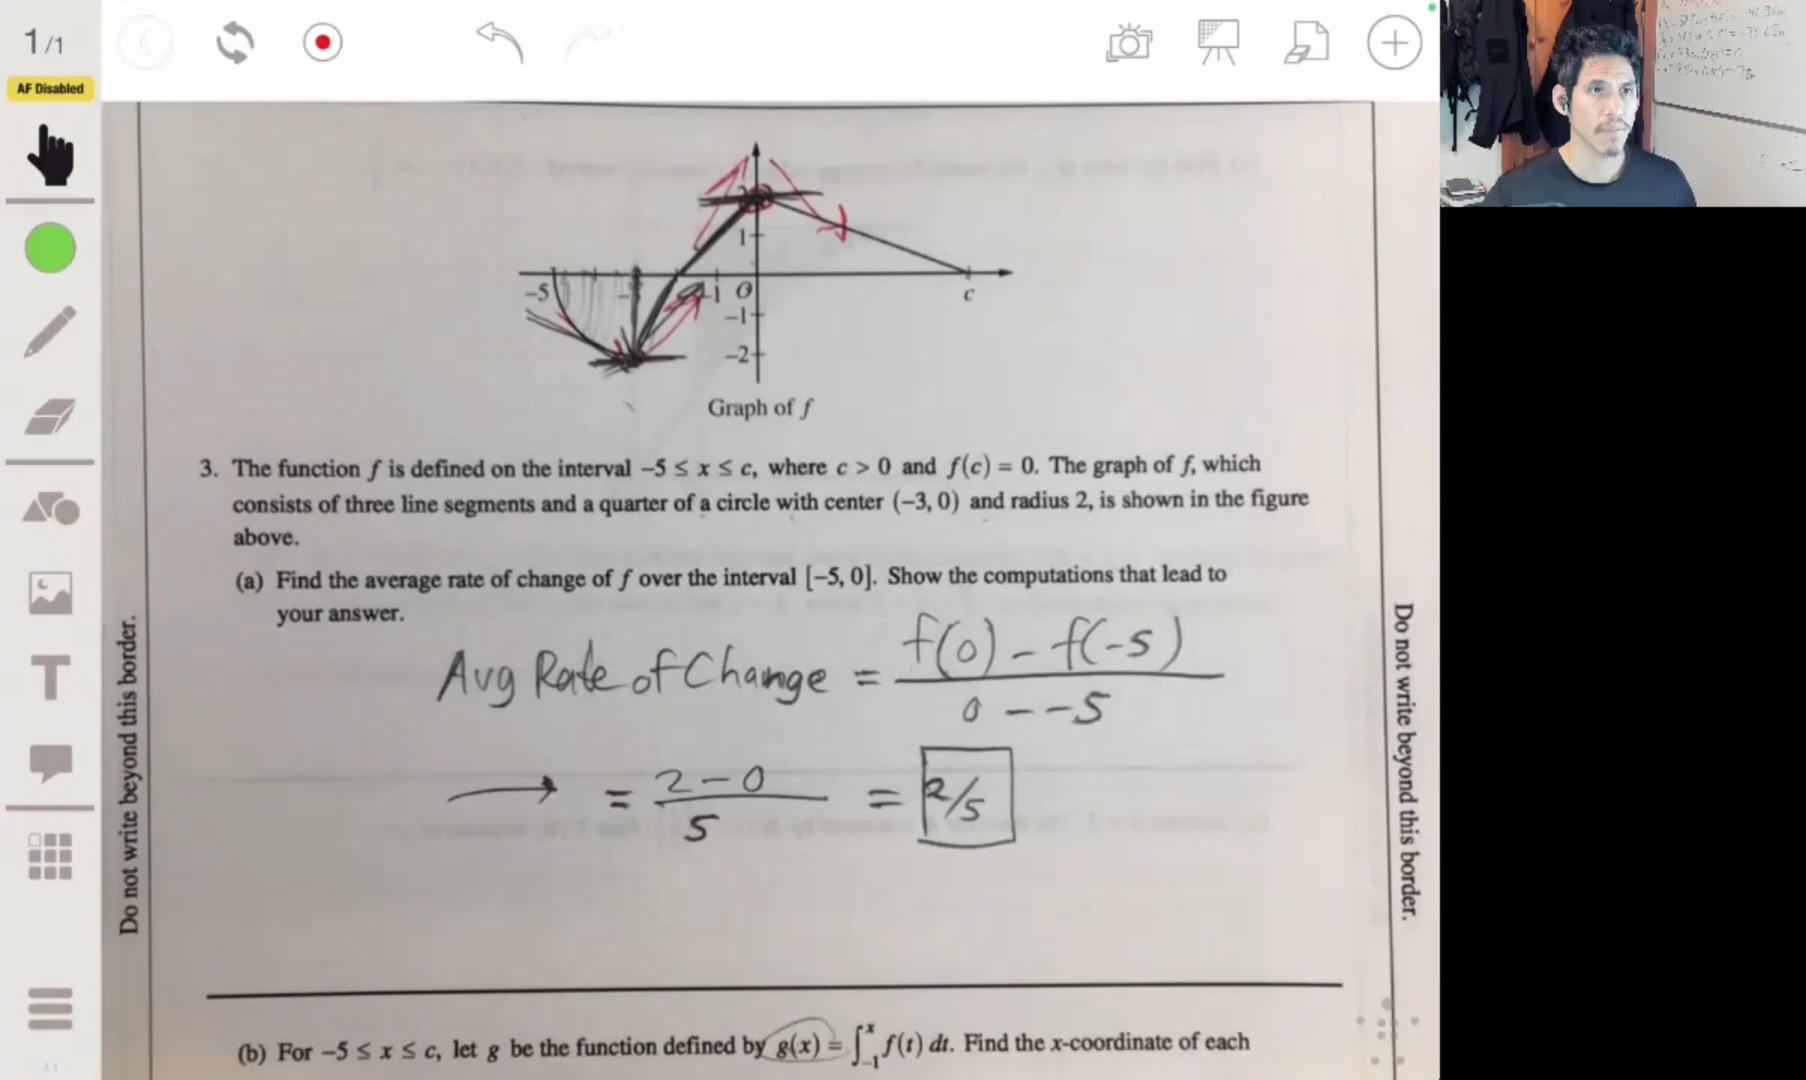 1/1
AF Disabled
T
2
1
-5
-1
O
c
-1
-2
Graph of f
3. The function f is defined on the interval −5 ≤ x ≤ c, where c > 0 and f(c) = 0. The graph of f, which
consists of three line segments and a quarter of a circle with center (−3, 0) and radius 2, is shown in the figure
above.
(a) Find the average rate of change of f over the interval [−5, 0]. Show the computations that lead to
your answer.
Avg Rate of Change = f(0) - f(-5)
0 - -5
= 2 - 0 = 2/5
5
(b) For −5 ≤ x ≤ c, let g be the function defined by g(x) = ∫_{−1}^{x} f(t) dt. Find the x-coordinate of each
Do not write beyond this border.
Do not write beyond this border.